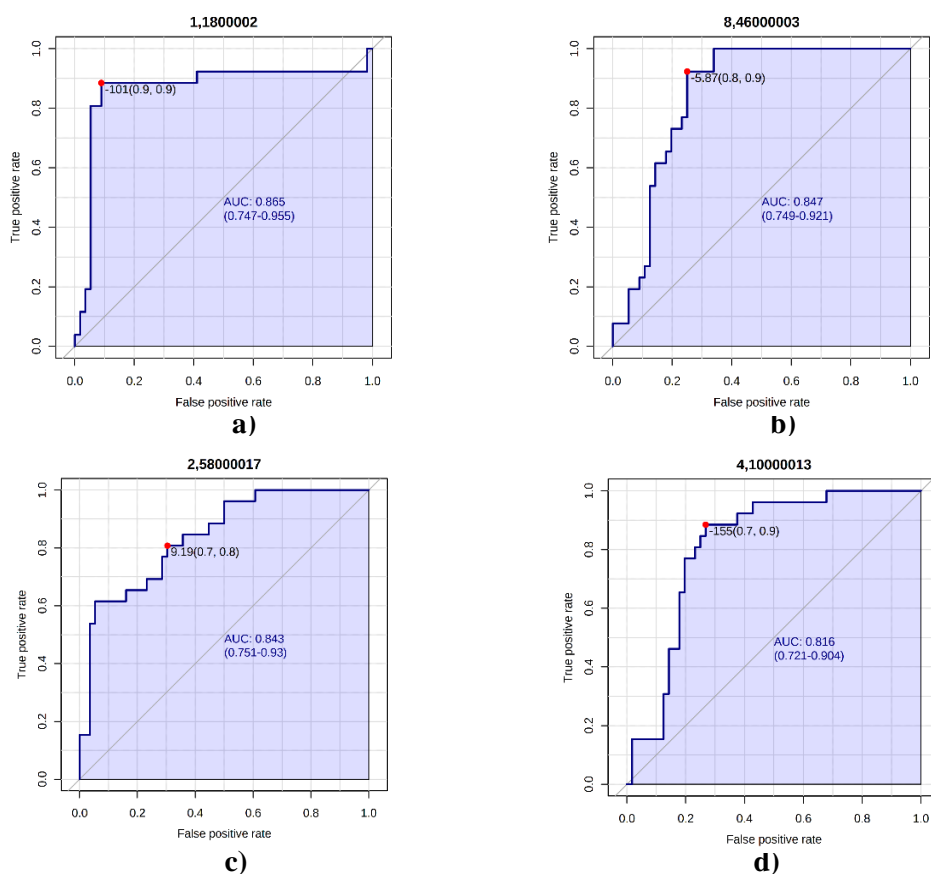 1,1800002
1.0
0.8
0.6
0.4
0.2
0.0
True positive rate
-101(0.9, 0.9)
AUC: 0.865
(0.747-0.955)
0.0 0.2 0.4 0.6 0.8 1.0
False positive rate
a)
8,46000003
1.0
0.8
0.6
0.4
0.2
0.0
True positive rate
-5.87(0.8, 0.9)
AUC: 0.847
(0.749-0.921)
0.0 0.2 0.4 0.6 0.8 1.0
False positive rate
b)
2,58000017
1.0
0.8
0.6
0.4
0.2
0.0
True positive rate
9.19(0.7, 0.8)
AUC: 0.843
(0.751-0.93)
0.0 0.2 0.4 0.6 0.8 1.0
False positive rate
c)
4,10000013
1.0
0.8
0.6
0.4
0.2
0.0
True positive rate
-155(0.7, 0.9)
AUC: 0.816
(0.721-0.904)
0.0 0.2 0.4 0.6 0.8 1.0
False positive rate
d)